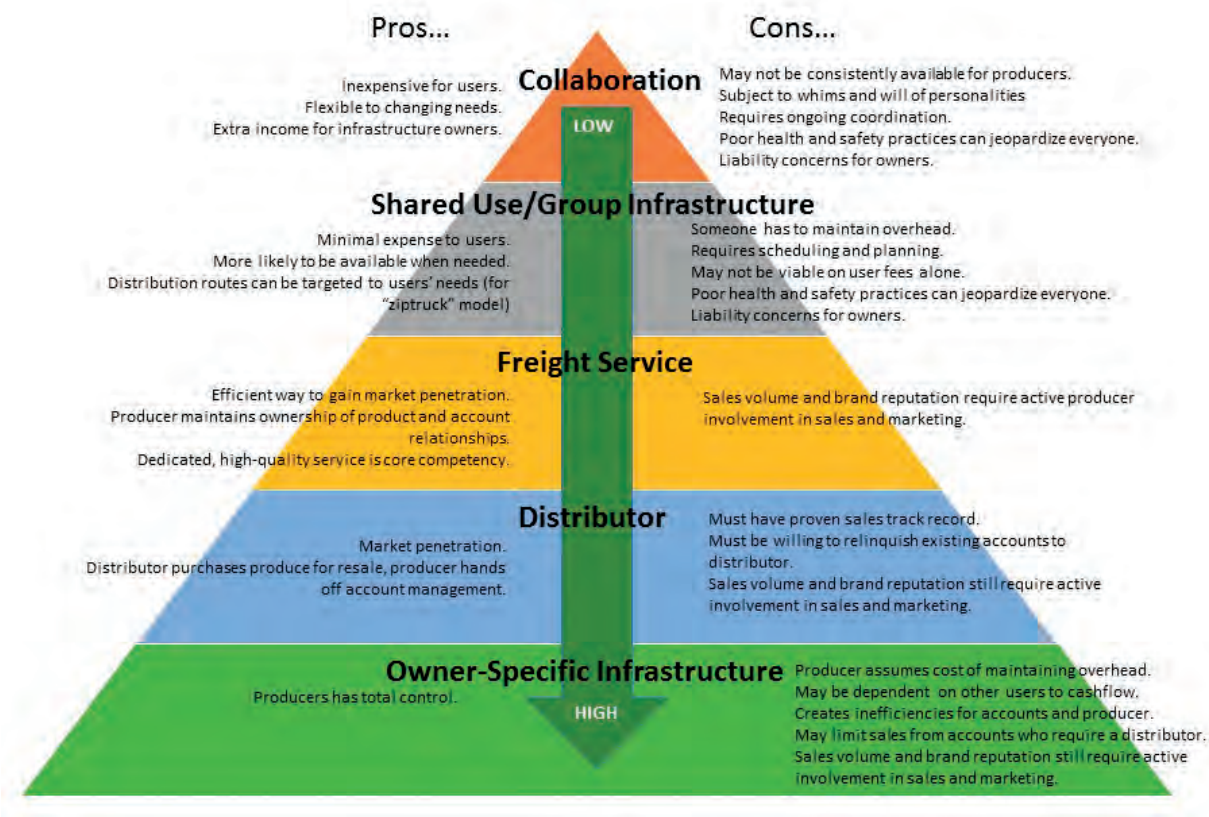 Pros...
Cons...
Collaboration
Inexpensive for users.
Flexible to changing needs.
Extra income for infrastructure owners.
LOW
May not be consistently available for producers.
Subject to whims and will of personalities
Requires ongoing coordination.
Poor health and safety practices can jeopardize everyone.
Liability concerns for owners.
Shared Use/Group Infrastructure
Minimal expense to users.
More likely to be available when needed.
Distribution routes can be targeted to users' needs (for
"ziptruck" model)
Someone has to maintain overhead.
Requires scheduling and planning.
May not be viable on user fees alone.
Poor health and safety practices can jeopardize everyone.
Liability concerns for owners.
Freight Service
Efficient way to gain market penetration.
Producer maintains ownership of product and account
relationships.
Dedicated, high-quality service is core competency.
Sales volume and brand reputation require active producer
involvement in sales and marketing.
Distributor
Market penetration.
Distributor purchases produce for resale, producer hands
off account management.
Must have proven sales track record.
Must be willing to relinquish existing accounts to
distributor.
Sales volume and brand reputation still require active
involvement in sales and marketing.
Owner-Specific Infrastructure
Producers has total control.
HIGH
Producer assumes cost of maintaining overhead.
May be dependent on other users to cashflow.
Creates inefficiencies for accounts and producer.
May limit sales from accounts who require a distributor.
Sales volume and brand reputation still require active
involvement in sales and marketing.